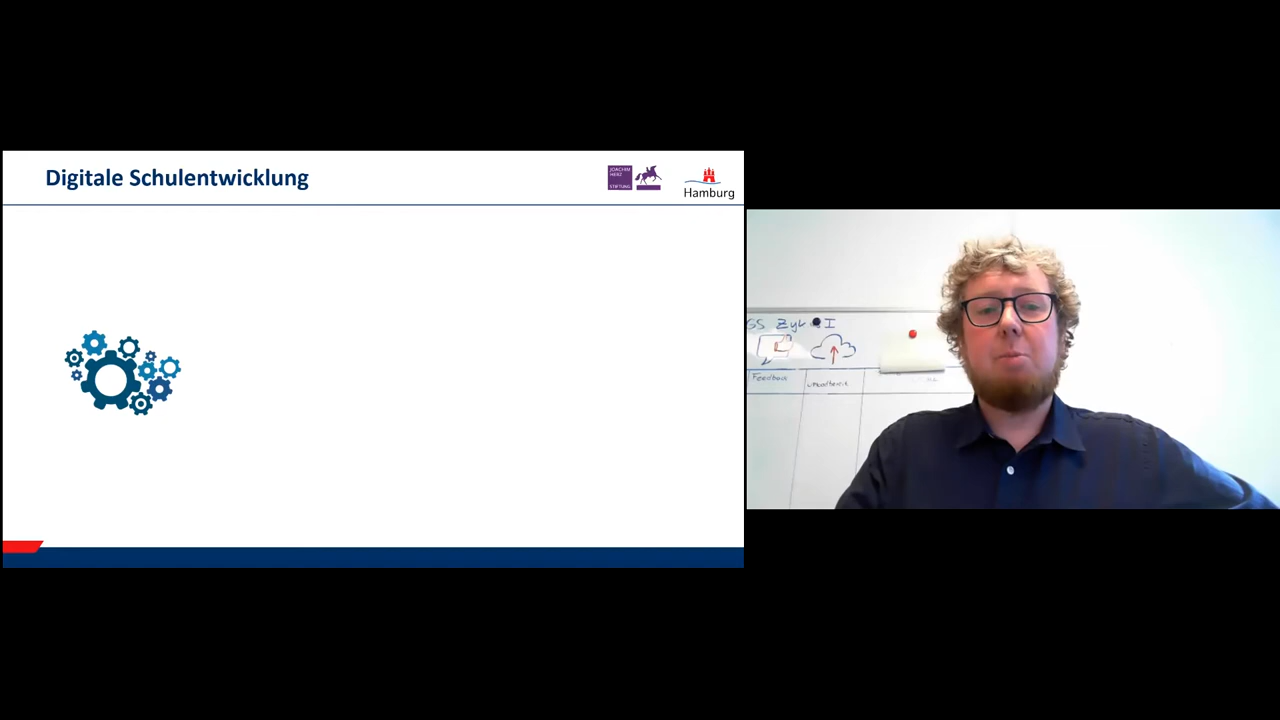 Digitale Schulentwicklung
JOACHIM
HERZ
STIFTUNG
Hamburg
Feedback